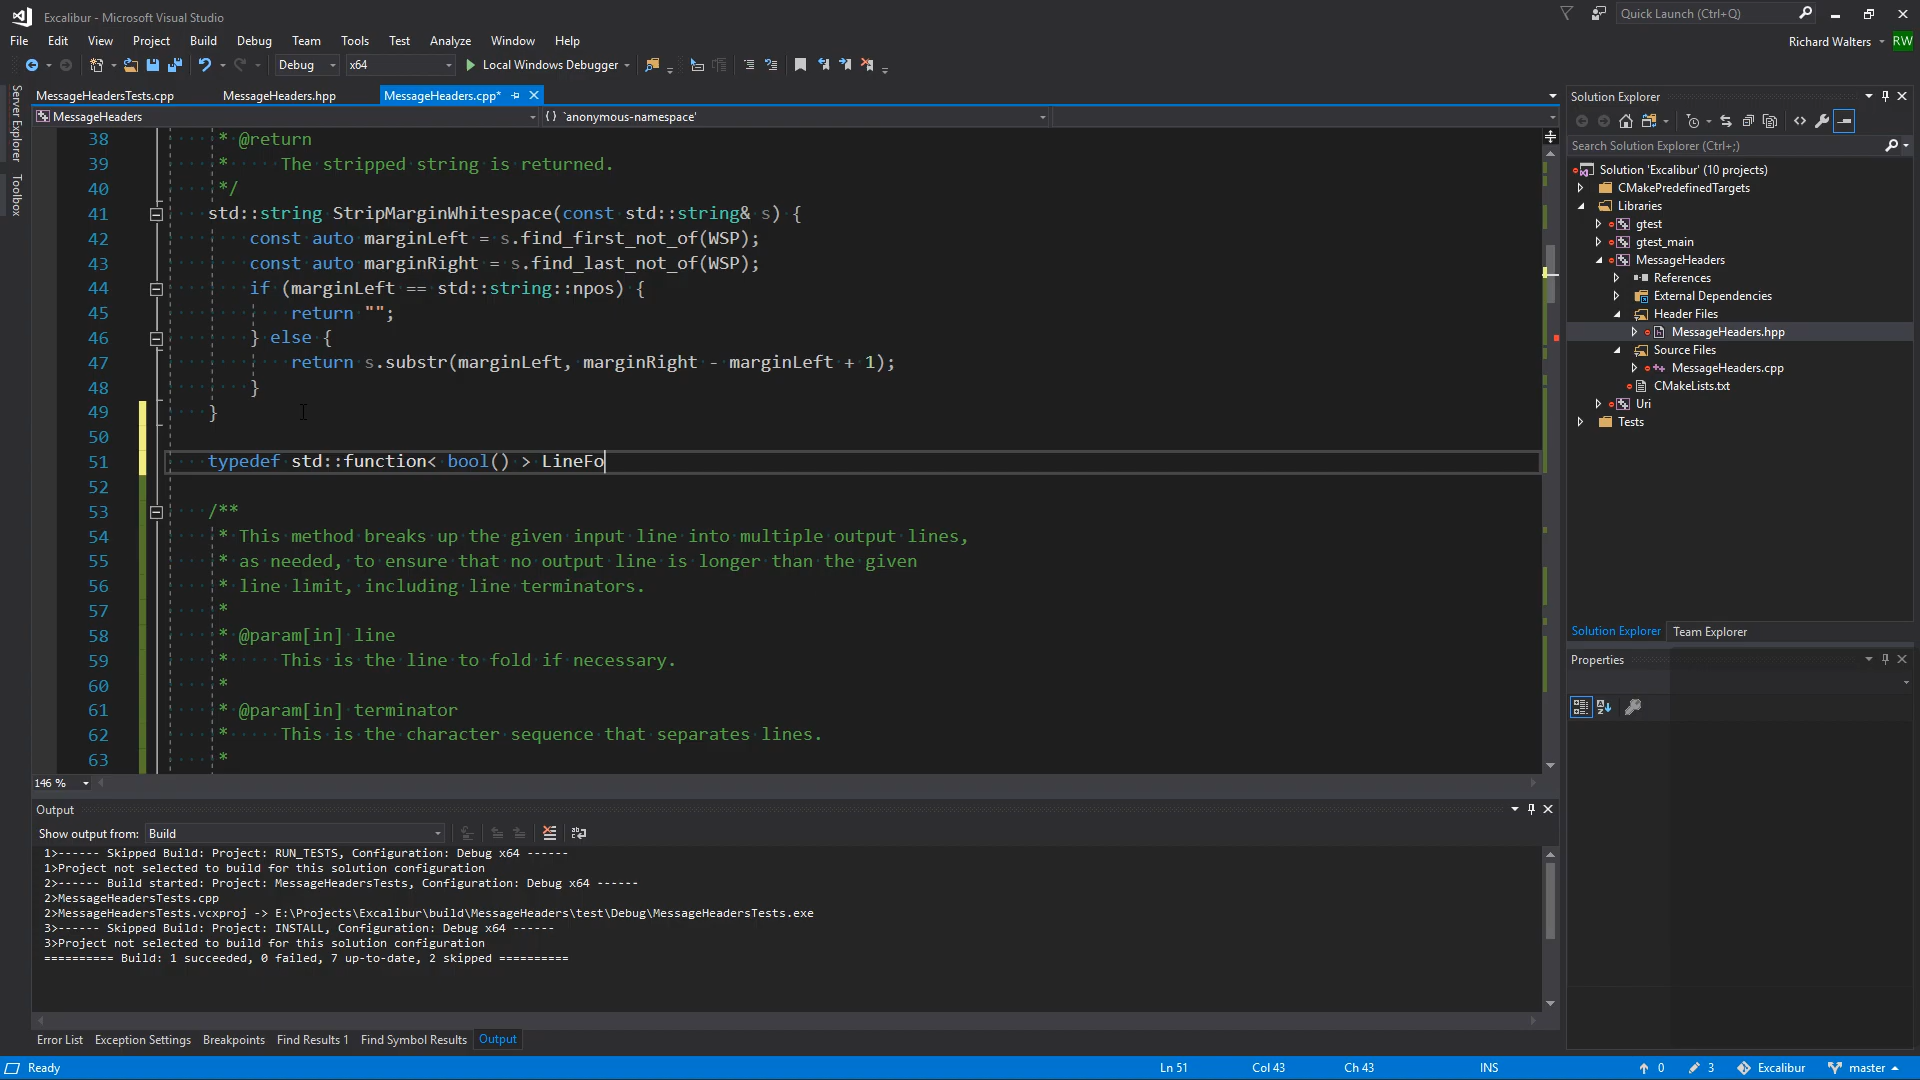 Excalibur - Microsoft Visual Studio
Quick Launch (Ctrl+Q)
File Edit View Project Build Debug Team Tools Test Analyze Window Help
Richard Walters RW
Debug x64 Local Windows Debugger
Server Explorer
Toolbox
MessageHeadersTests.cpp MessageHeaders.hpp MessageHeaders.cpp*
MessageHeaders {} `anonymous-namespace'
38 * @return
39 * The stripped string is returned.
40 */
41 std::string StripMarginWhitespace(const std::string& s) {
42 const auto marginLeft = s.find_first_not_of(WSP);
43 const auto marginRight = s.find_last_not_of(WSP);
44 if (marginLeft == std::string::npos) {
45 return "";
46 } else {
47 return s.substr(marginLeft, marginRight - marginLeft + 1);
48 }
49 }
50
51 typedef std::function< bool() > LineFo
52
53 /**
54 * This method breaks up the given input line into multiple output lines,
55 * as needed, to ensure that no output line is longer than the given
56 * line limit, including line terminators.
57 *
58 * @param[in] line
59 * This is the line to fold if necessary.
60 *
61 * @param[in] terminator
62 * This is the character sequence that separates lines.
63 *
146 %
Output
Show output from: Build
1>------ Skipped Build: Project: RUN_TESTS, Configuration: Debug x64 ------
1>Project not selected to build for this solution configuration
2>------ Build started: Project: MessageHeadersTests, Configuration: Debug x64 ------
2>MessageHeadersTests.cpp
2>MessageHeadersTests.vcxproj -> E:\Projects\Excalibur\build\MessageHeaders\test\Debug\MessageHeadersTests.exe
3>------ Skipped Build: Project: INSTALL, Configuration: Debug x64 ------
3>Project not selected to build for this solution configuration
========== Build: 1 succeeded, 0 failed, 7 up-to-date, 2 skipped ==========
Error List Exception Settings Breakpoints Find Results 1 Find Symbol Results Output
Solution Explorer
Search Solution Explorer (Ctrl+;)
Solution 'Excalibur' (10 projects)
CMakePredefinedTargets
Libraries
gtest
gtest_main
MessageHeaders
References
External Dependencies
Header Files
MessageHeaders.hpp
Source Files
MessageHeaders.cpp
CMakeLists.txt
Uri
Tests
Solution Explorer Team Explorer
Properties
Ready Ln 51 Col 43 Ch 43 INS 0 3 Excalibur master